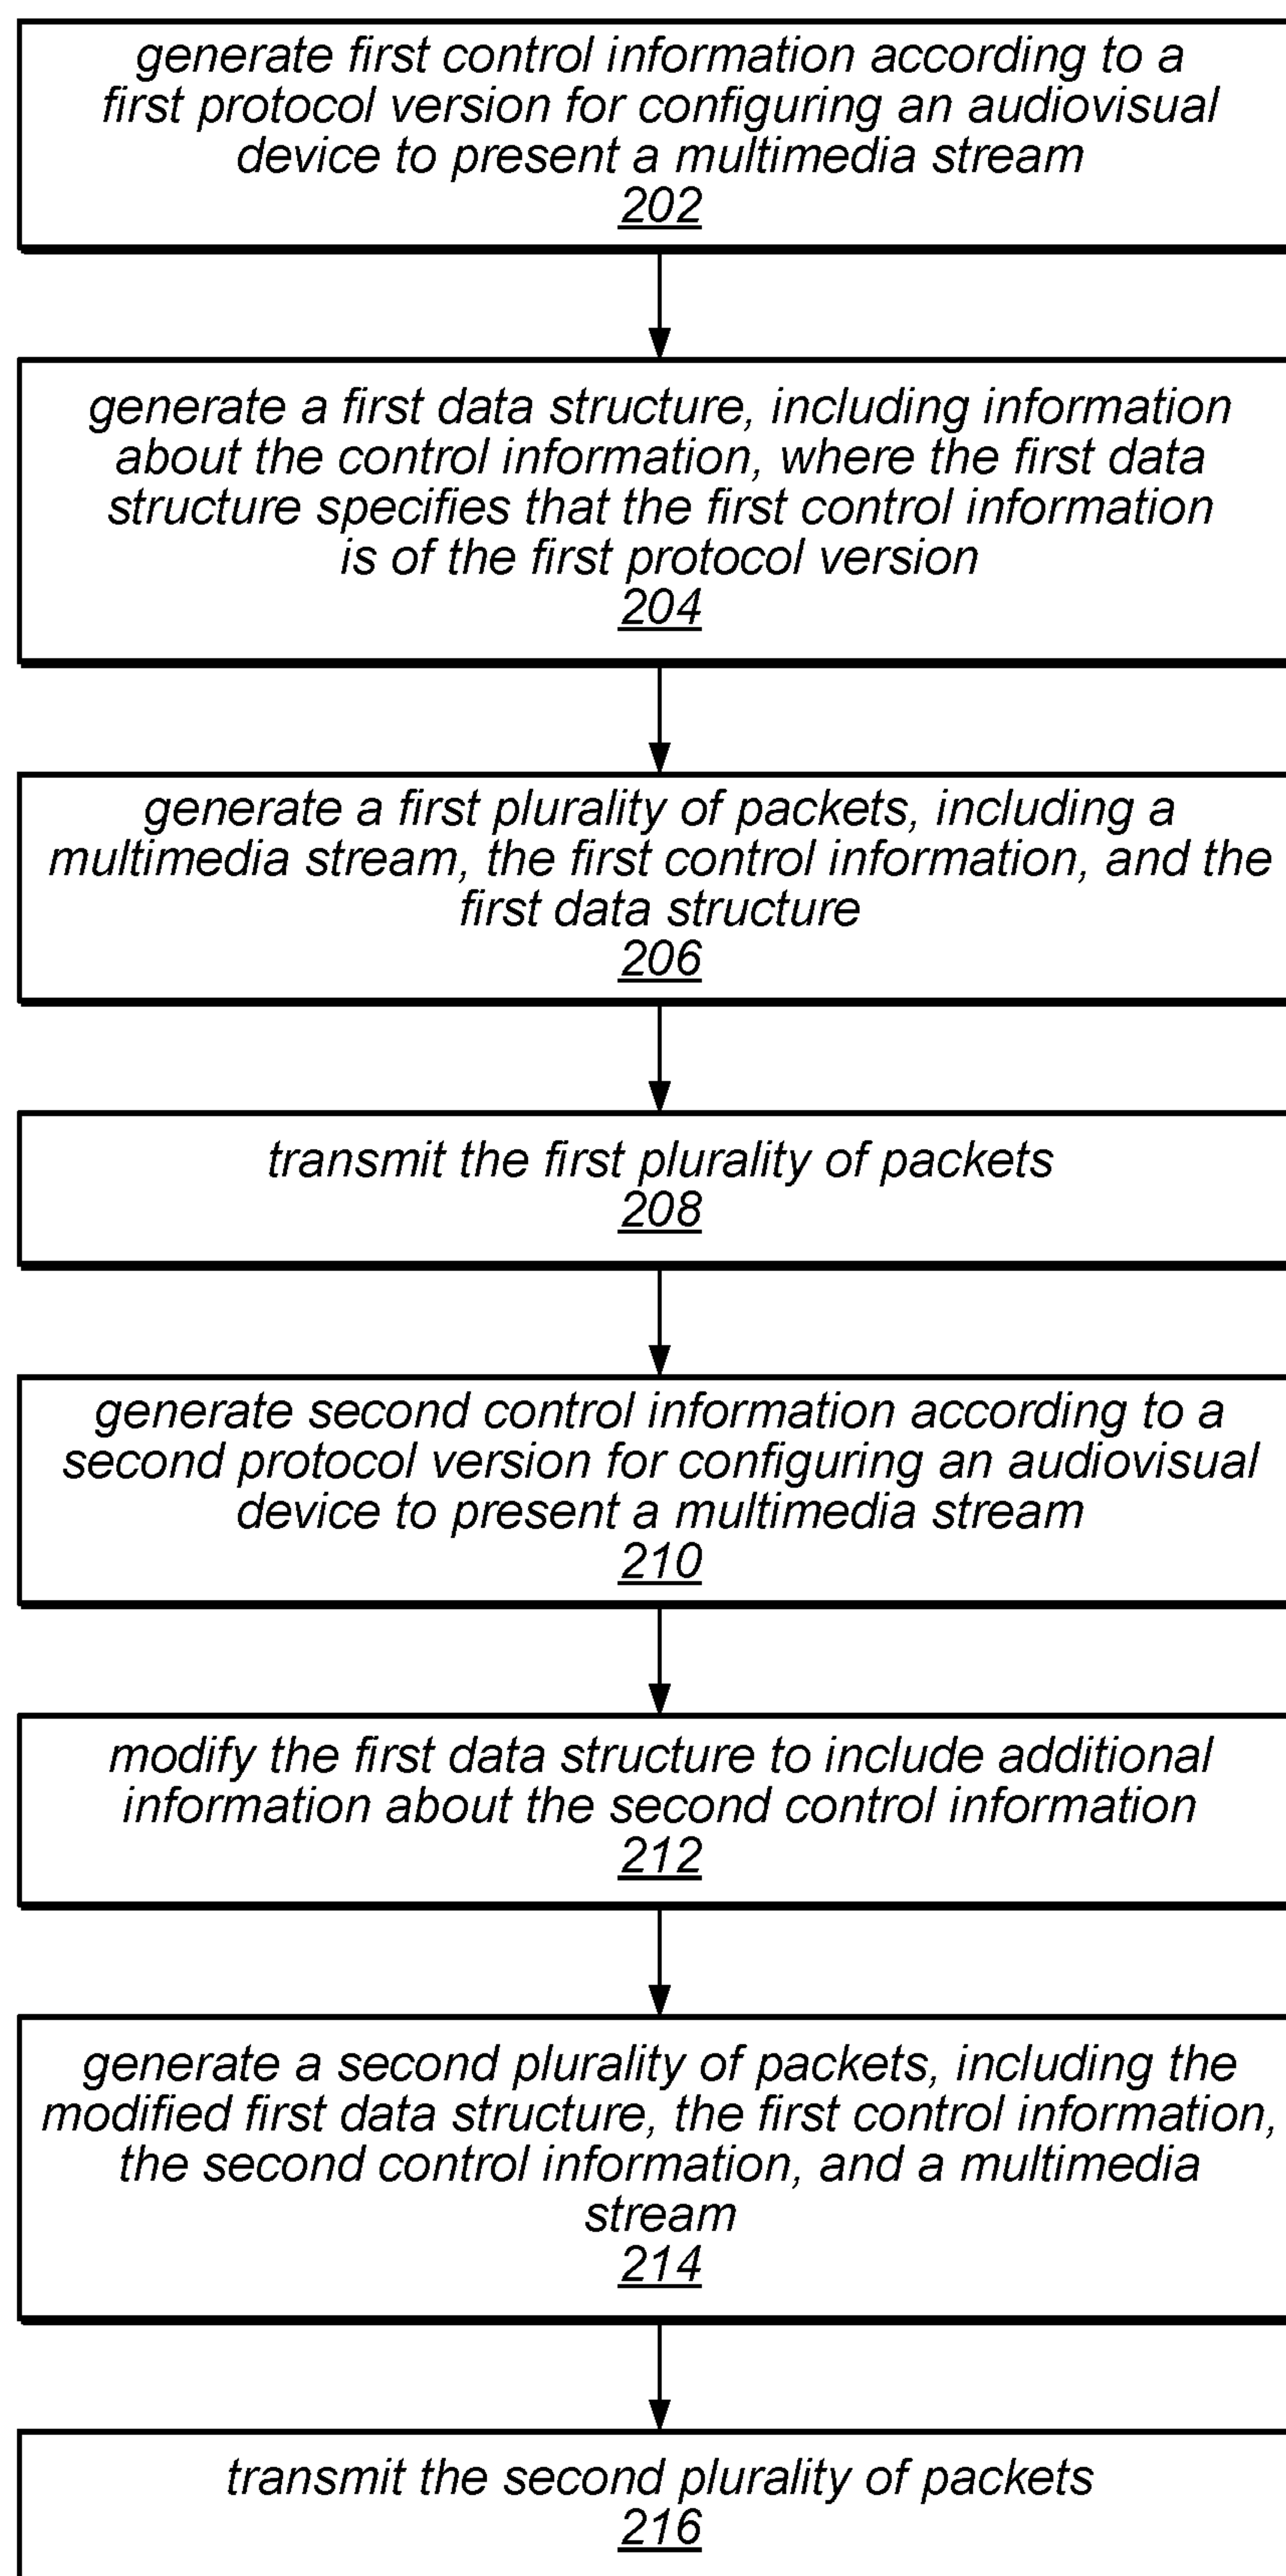 generate first control information according to a
first protocol version for configuring an audiovisual
device to present a multimedia stream
202
generate a first data structure, including information
about the control information, where the first data
structure specifies that the first control information
is of the first protocol version
204
generate a first plurality of packets, including a
multimedia stream, the first control information, and the
first data structure
206
transmit the first plurality of packets
208
generate second control information according to a
second protocol version for configuring an audiovisual
device to present a multimedia stream
210
modify the first data structure to include additional
information about the second control information
212
generate a second plurality of packets, including the
modified first data structure, the first control information,
the second control information, and a multimedia
stream
214
transmit the second plurality of packets
216